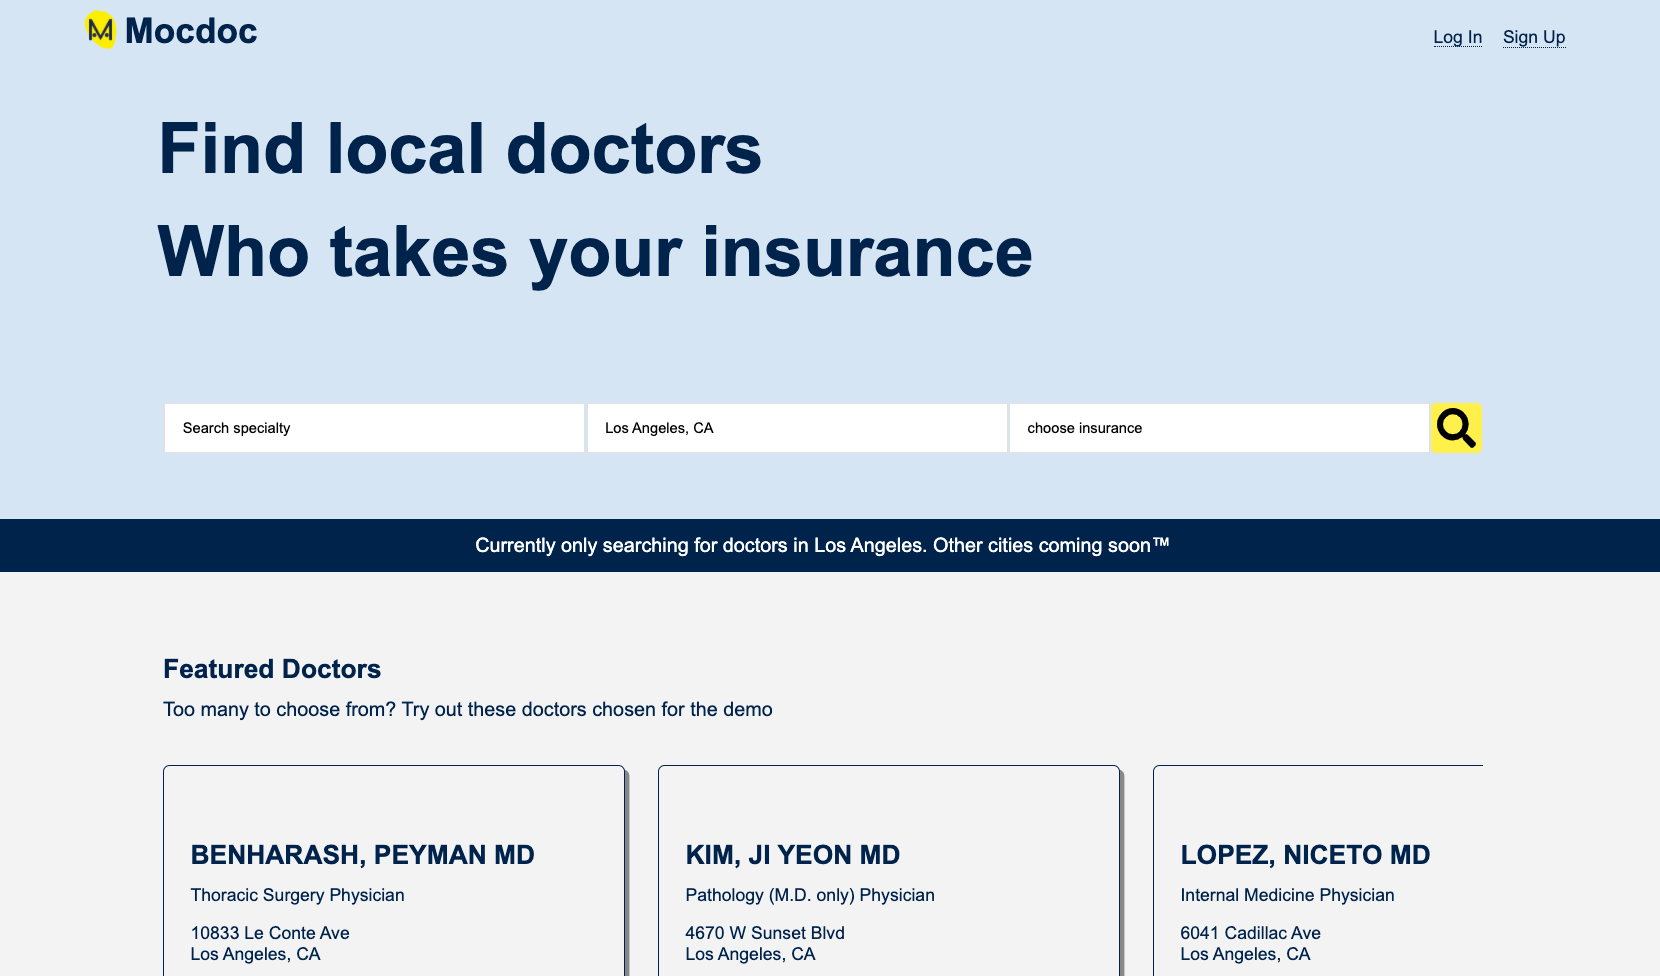 M Mocdoc
Log In Sign Up
Find local doctors
Who takes your insurance
Search specialty
Los Angeles, CA
choose insurance
Currently only searching for doctors in Los Angeles. Other cities coming soon™
Featured Doctors
Too many to choose from? Try out these doctors chosen for the demo
BENHARASH, PEYMAN MD
Thoracic Surgery Physician
10833 Le Conte Ave
Los Angeles, CA
KIM, JI YEON MD
Pathology (M.D. only) Physician
4670 W Sunset Blvd
Los Angeles, CA
LOPEZ, NICETO MD
Internal Medicine Physician
6041 Cadillac Ave
Los Angeles, CA